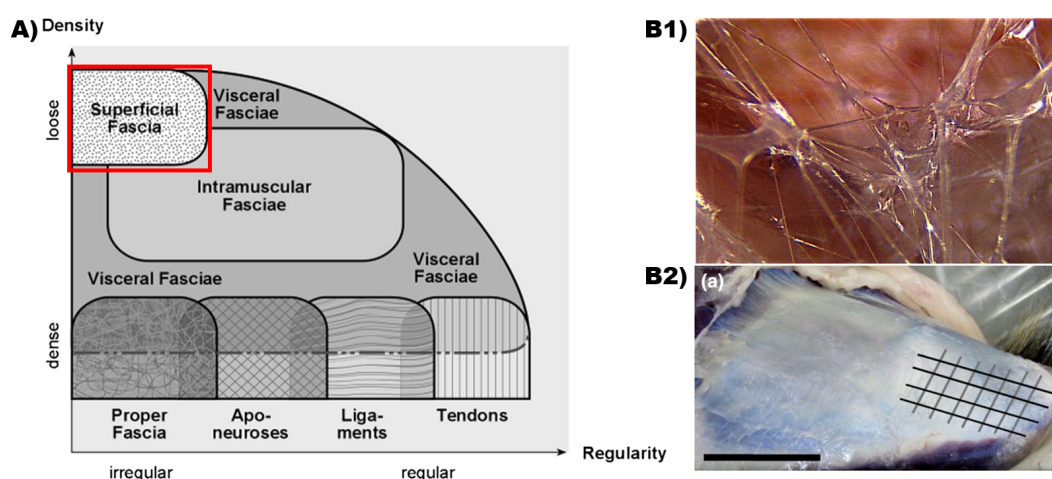 A)
Density
loose
dense
Superficial
Fascia
Visceral
Fasciae
Intramuscular
Fasciae
Visceral Fasciae
Visceral
Fasciae
Proper
Fascia
Apo-
neuroses
Liga-
ments
Tendons
Regularity
irregular
regular
B1)
B2)
(a)